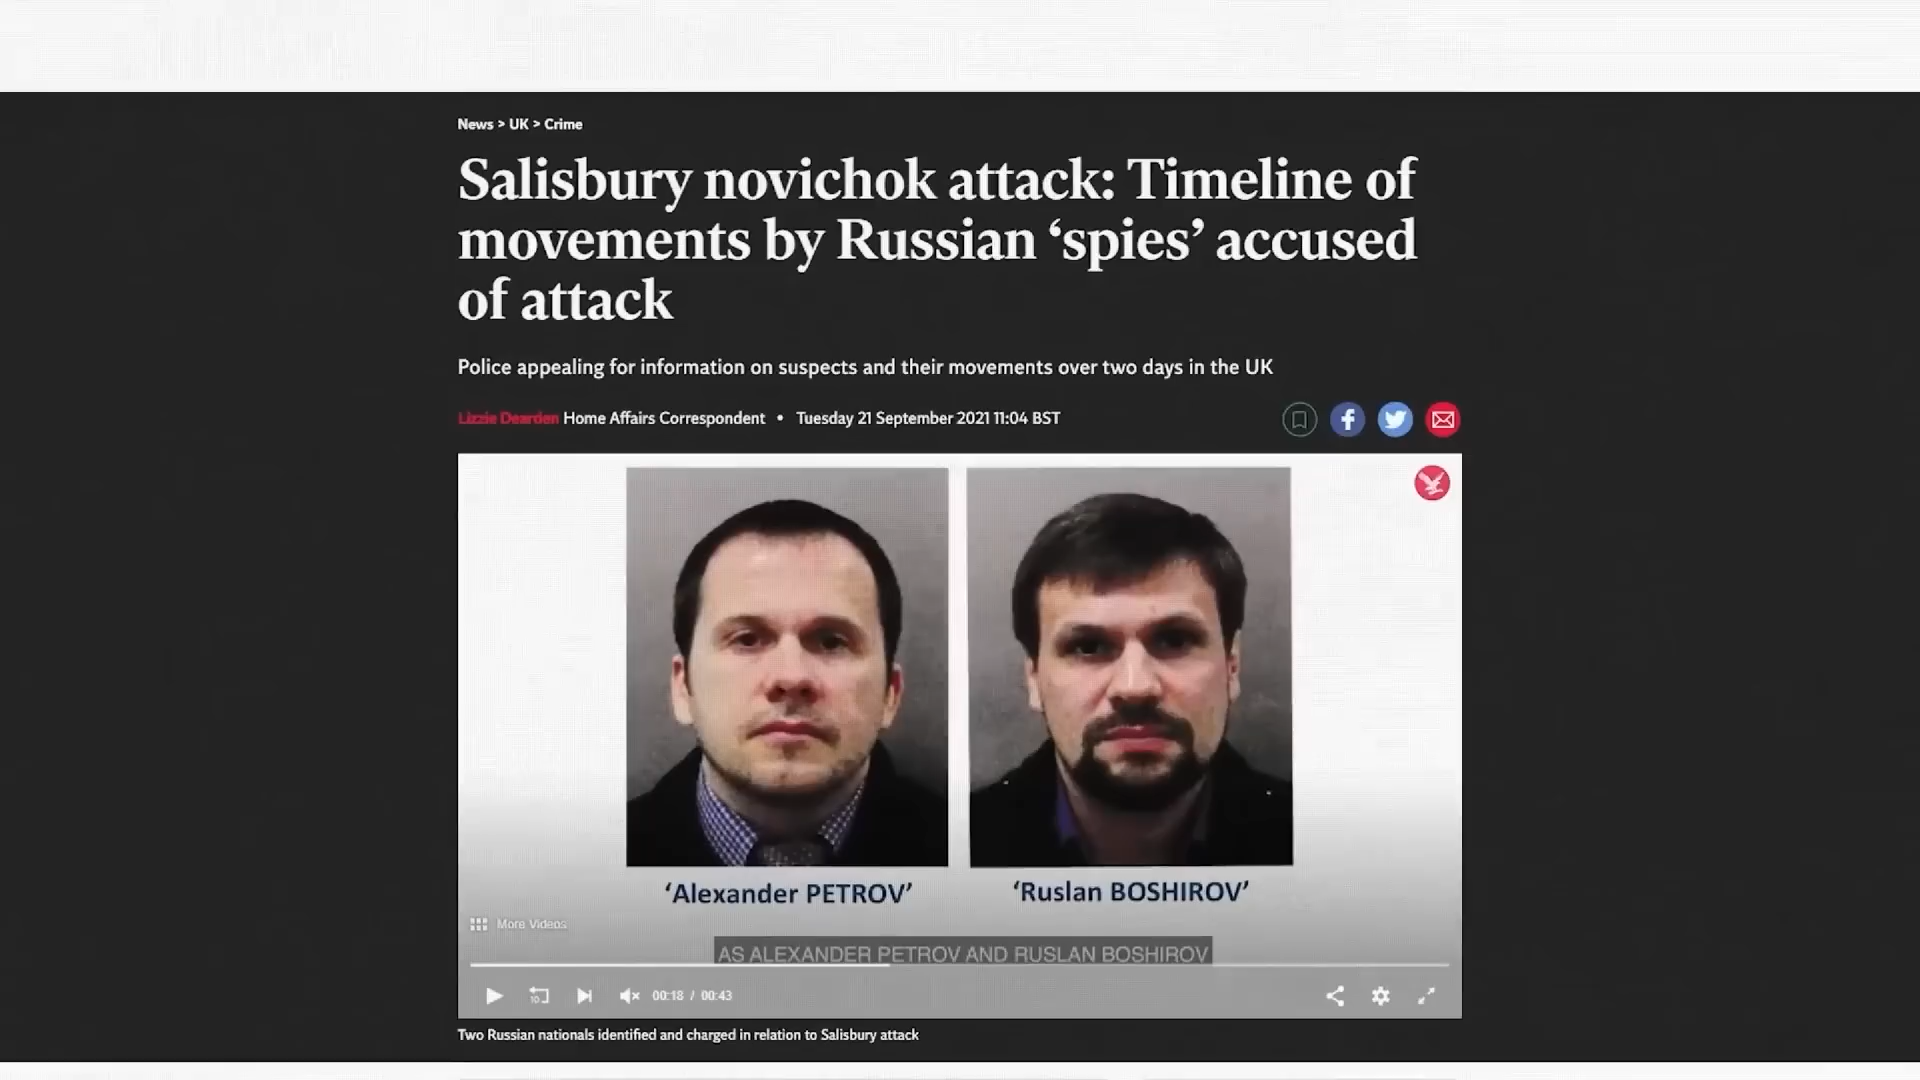 News > UK > Crime
Salisbury novichok attack: Timeline of
movements by Russian ‘spies’ accused
of attack
Police appealing for information on suspects and their movements over two days in the UK
Lizzie Dearden Home Affairs Correspondent • Tuesday 21 September 2021 11:04 BST
‘Alexander PETROV’
‘Ruslan BOSHIROV’
More Videos
AS ALEXANDER PETROV AND RUSLAN BOSHIROV
10
00:18 / 00:43
Two Russian nationals identified and charged in relation to Salisbury attack